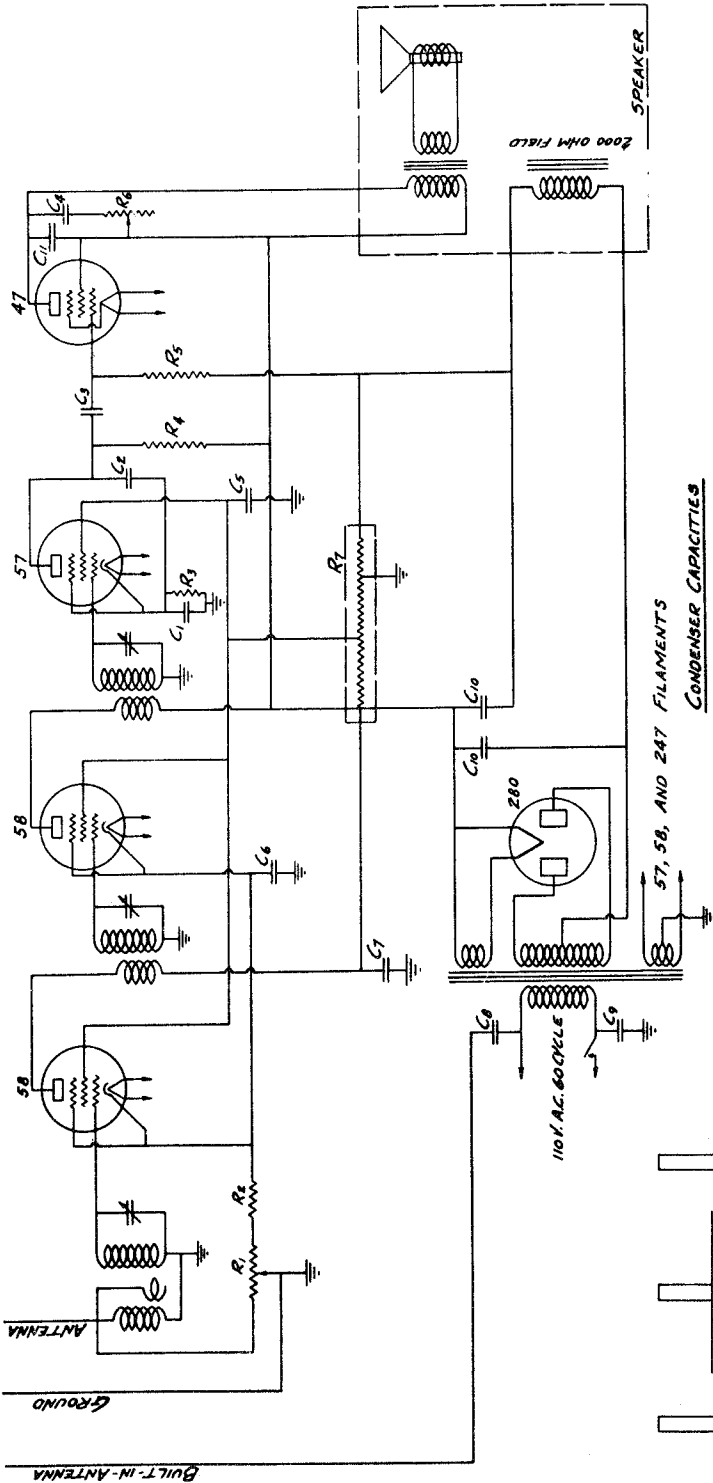 BUILT-IN-ANTENNA
GROUND
ANTENNA
58
58
57
47
R1
R2
C6
C7
C1
R3
C2
C5
C3
R4
R5
R7
C11
C4
R6
C8
C9
110V. A.C. 60 CYCLE
280
C10
C10
57, 58, AND 247 FILAMENTS
2000 OHM FIELD
SPEAKER
CONDENSER CAPACITIES